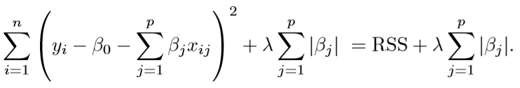 $$\sum_{i=1}^{n} \left( y_i - \beta_0 - \sum_{j=1}^{p} \beta_j x_{ij} \right)^2 + \lambda \sum_{j=1}^{p} |\beta_j| \; = \text{RSS} + \lambda \sum_{j=1}^{p} |\beta_j|.$$